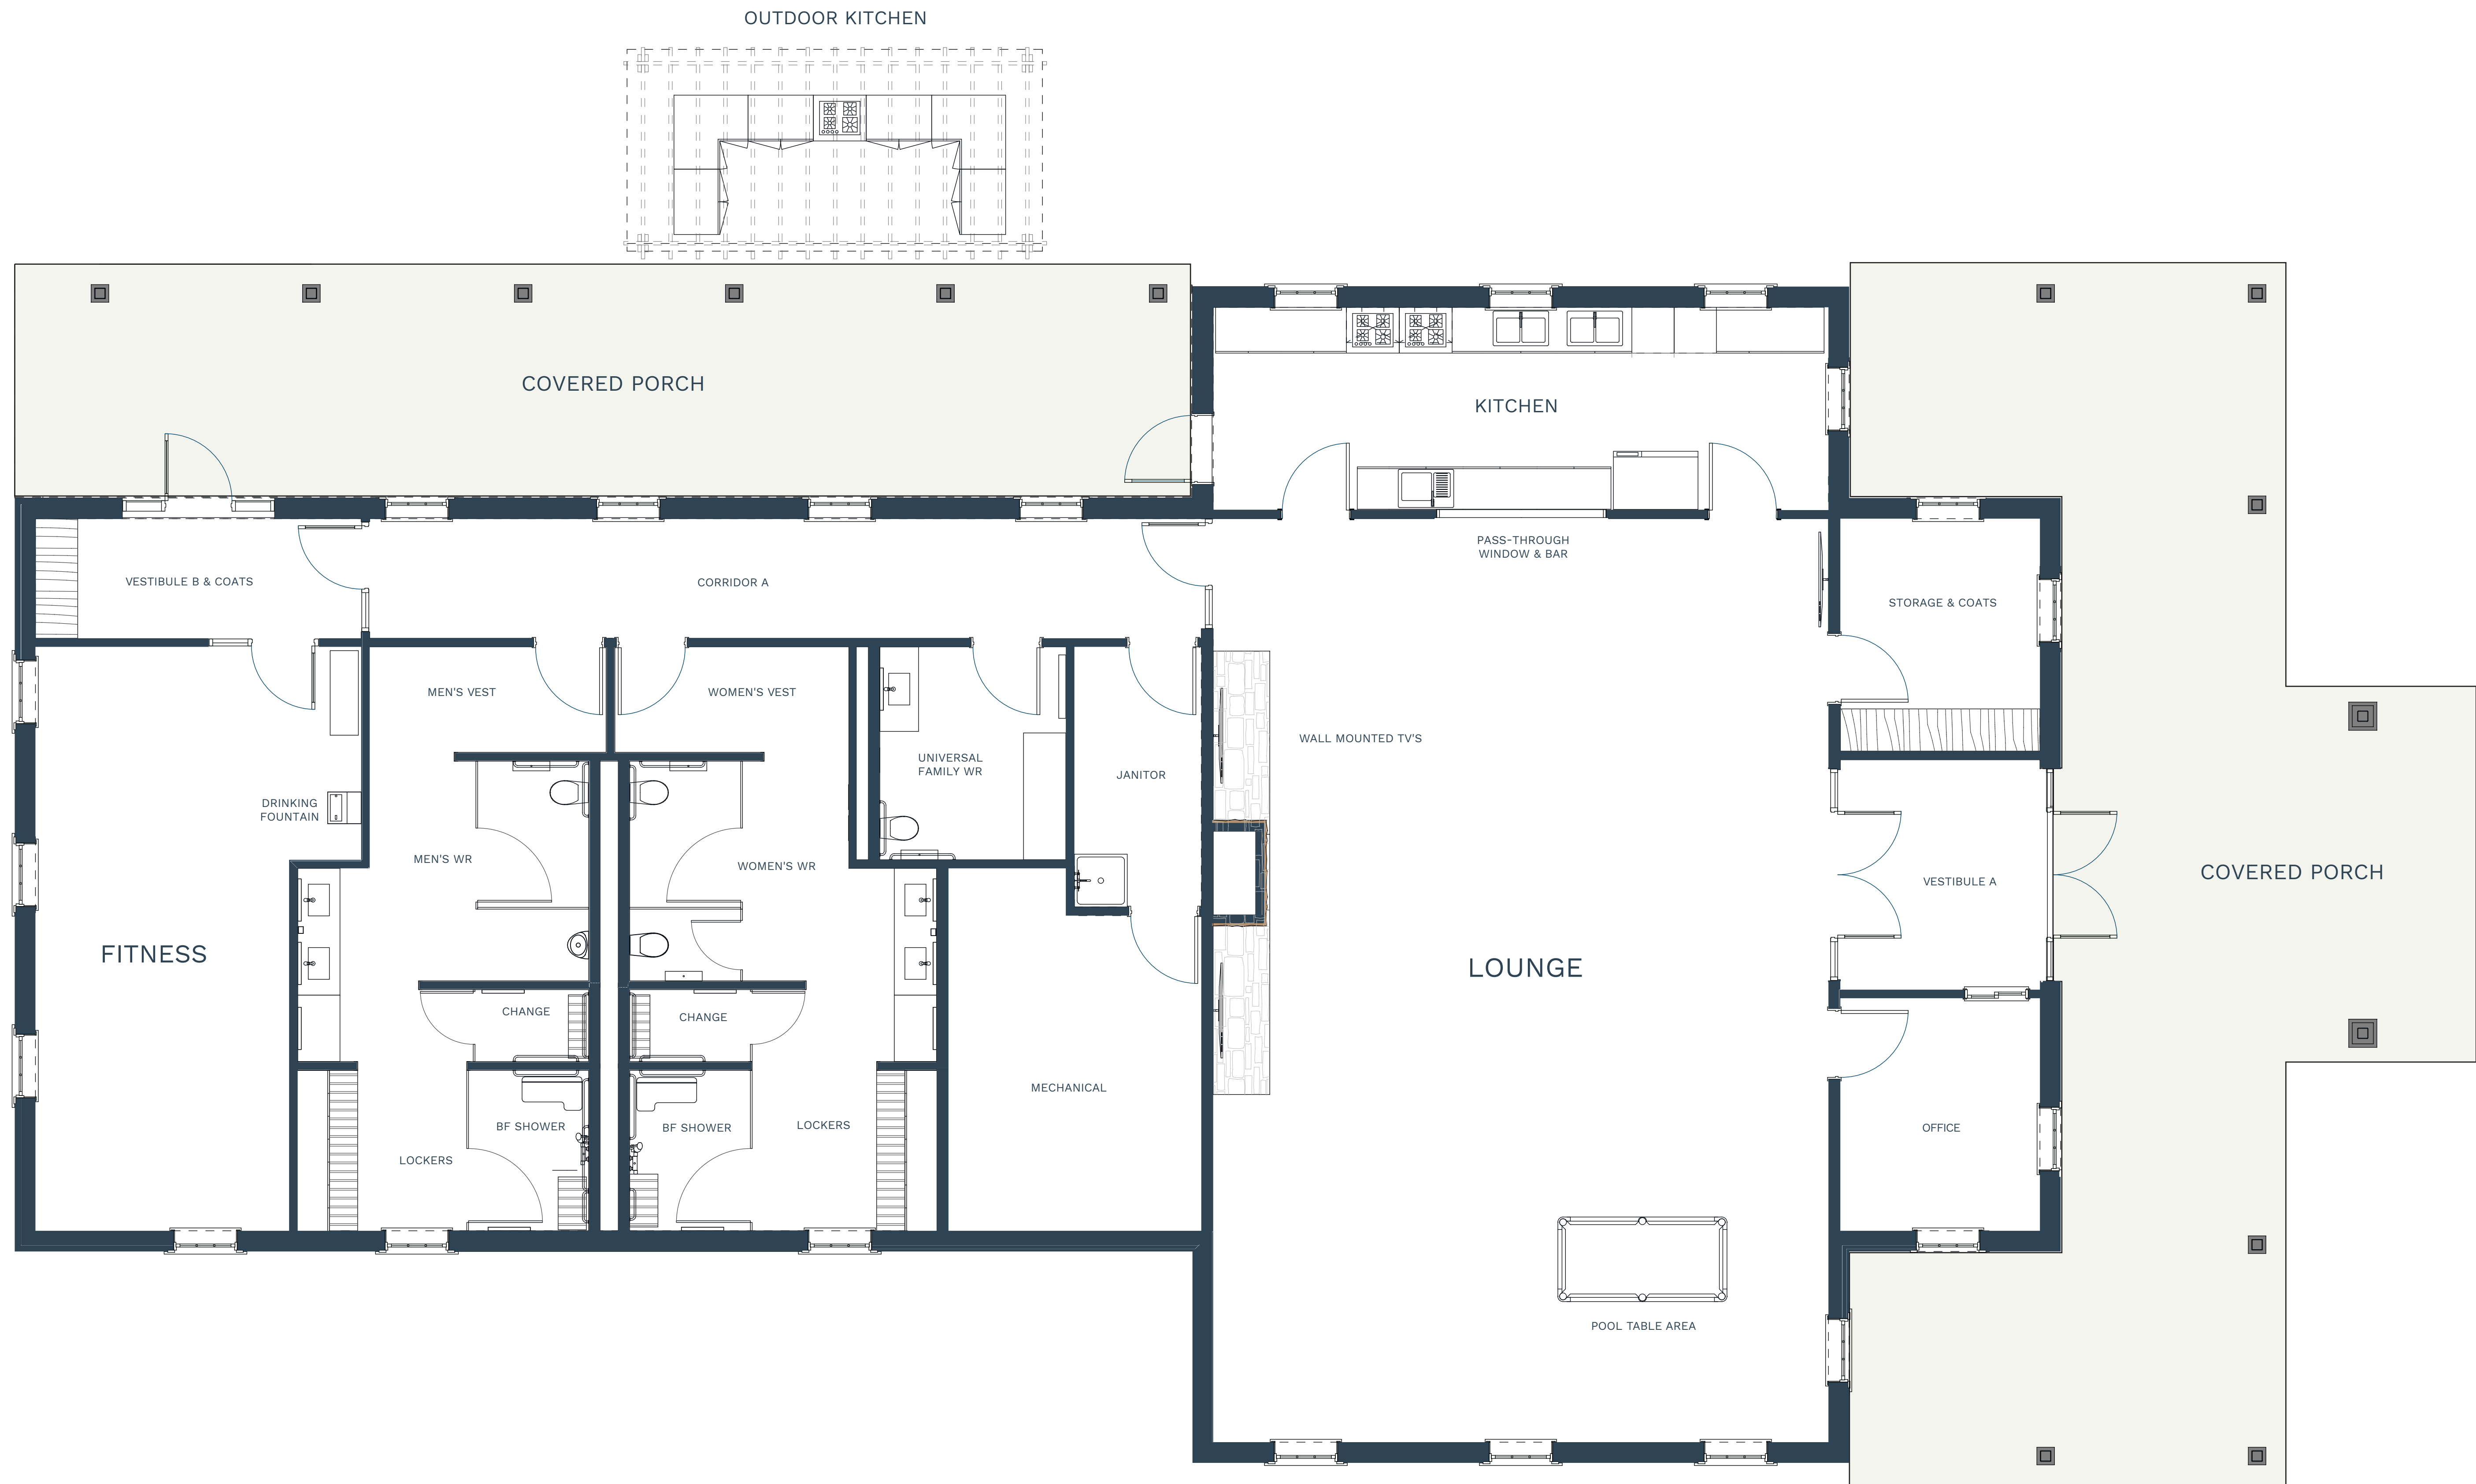 OUTDOOR KITCHEN
COVERED PORCH
KITCHEN
PASS-THROUGH
WINDOW & BAR
VESTIBULE B & COATS
CORRIDOR A
STORAGE & COATS
MEN'S VEST
WOMEN'S VEST
WALL MOUNTED TV'S
UNIVERSAL
FAMILY WR
JANITOR
DRINKING
FOUNTAIN
MEN'S WR
WOMEN'S WR
VESTIBULE A
COVERED PORCH
FITNESS
LOUNGE
CHANGE
CHANGE
MECHANICAL
BF SHOWER
BF SHOWER
LOCKERS
OFFICE
LOCKERS
POOL TABLE AREA